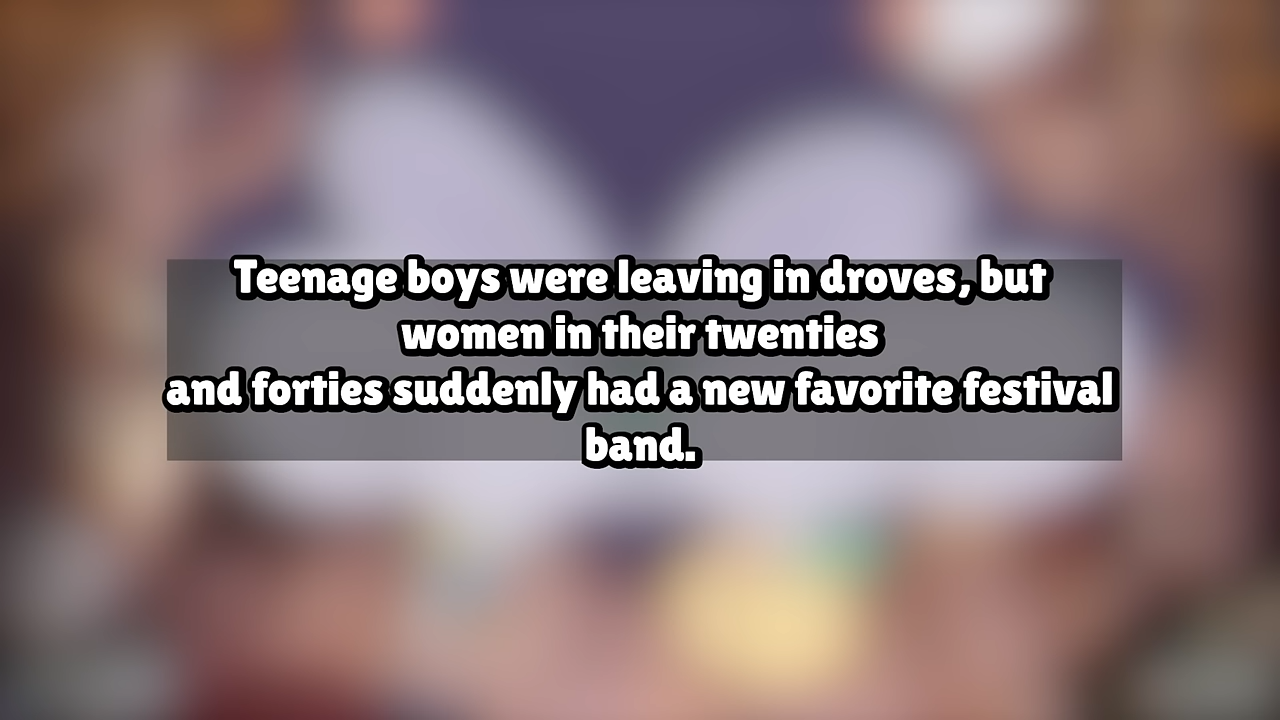 Teenage boys were leaving in droves, but
women in their twenties
and forties suddenly had a new favorite festival
band.